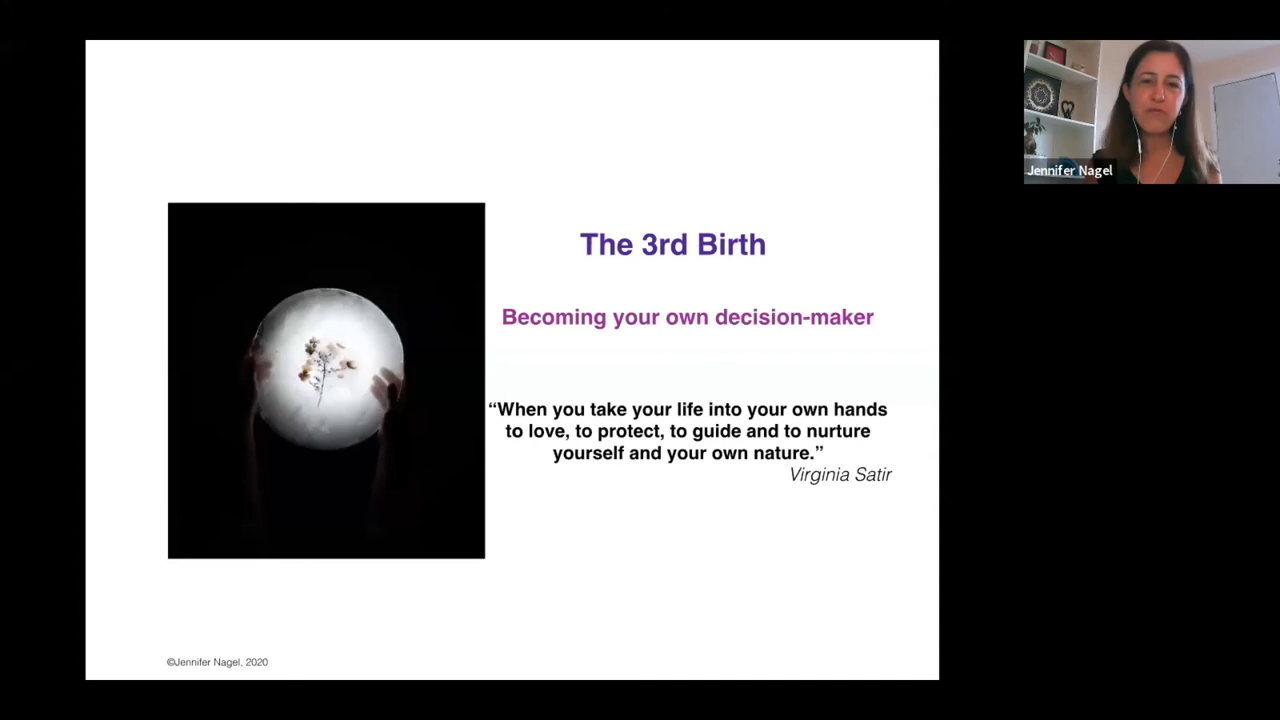 The 3rd Birth
Becoming your own decision-maker
“When you take your life into your own hands
to love, to protect, to guide and to nurture
yourself and your own nature.”
Virginia Satir
©Jennifer Nagel, 2020
Jennifer Nagel